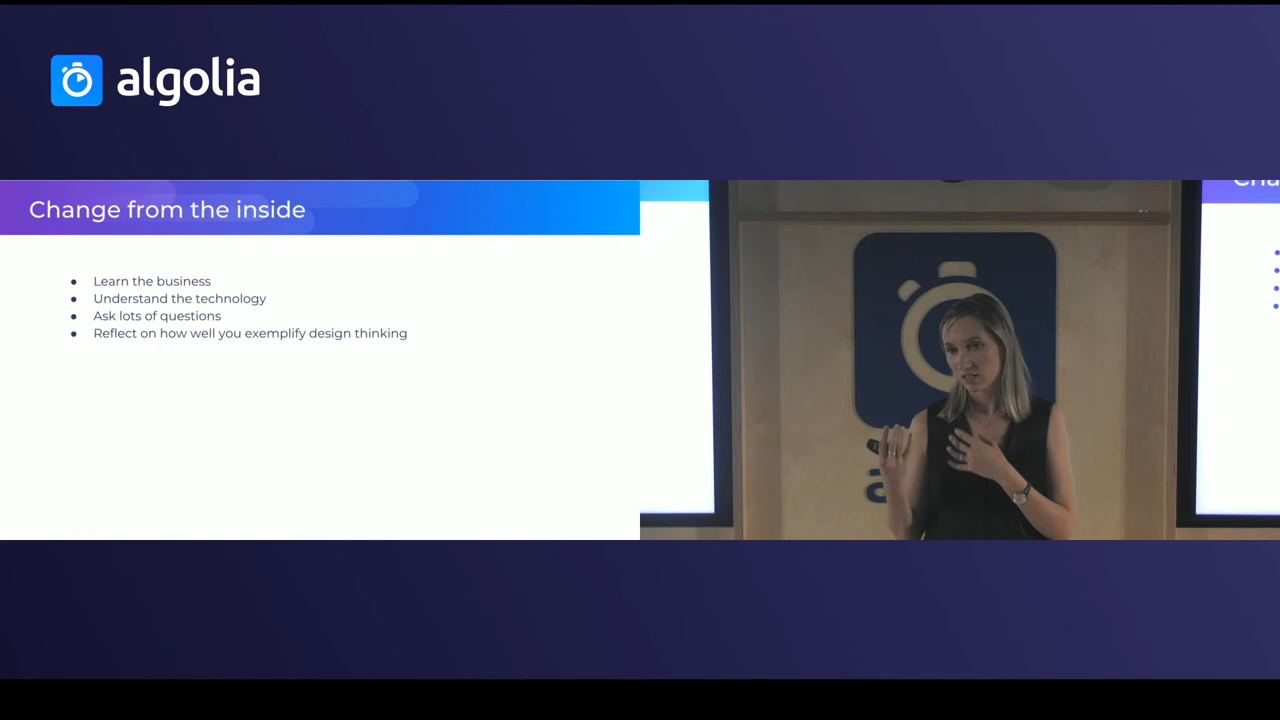 algolia
Change from the inside
Cha
● Learn the business
● Understand the technology
● Ask lots of questions
● Reflect on how well you exemplify design thinking
a